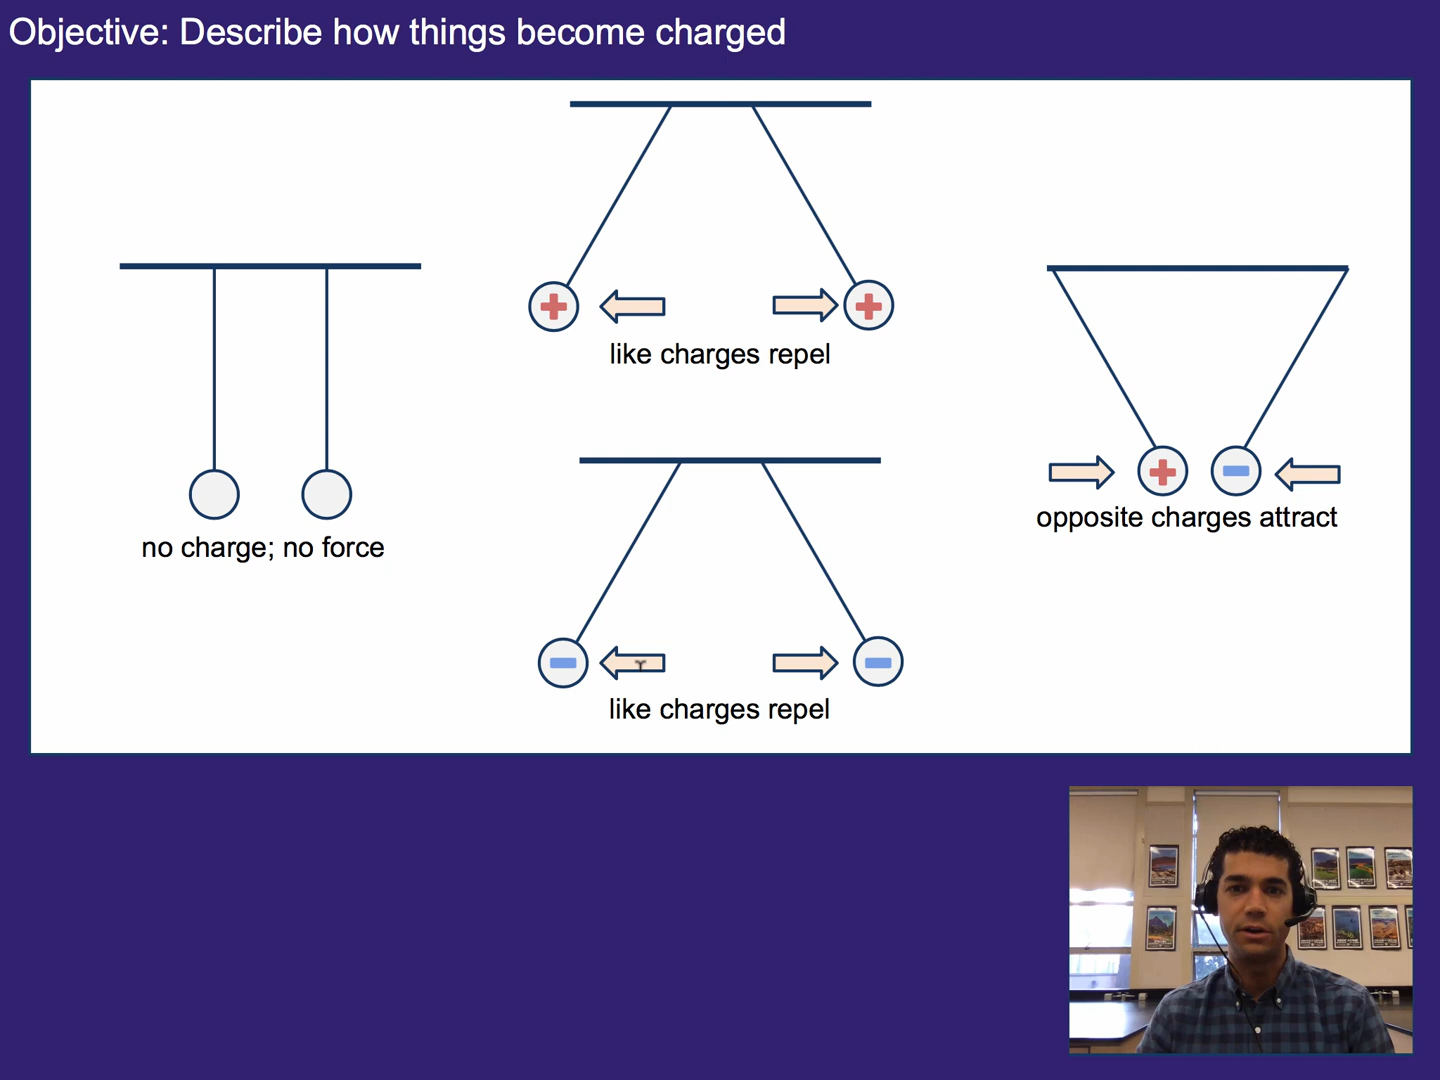 Objective: Describe how things become charged
like charges repel
no charge; no force
opposite charges attract
like charges repel